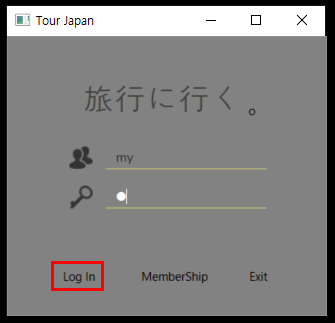 Tour Japan
旅行に行く。
my
●
Log In MemberShip Exit